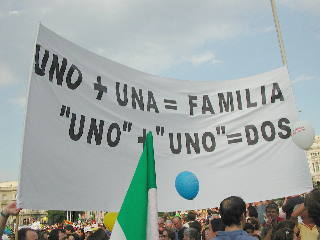 UNO + UNA = FAMILIA
"UNO" + "UNO" = DOS